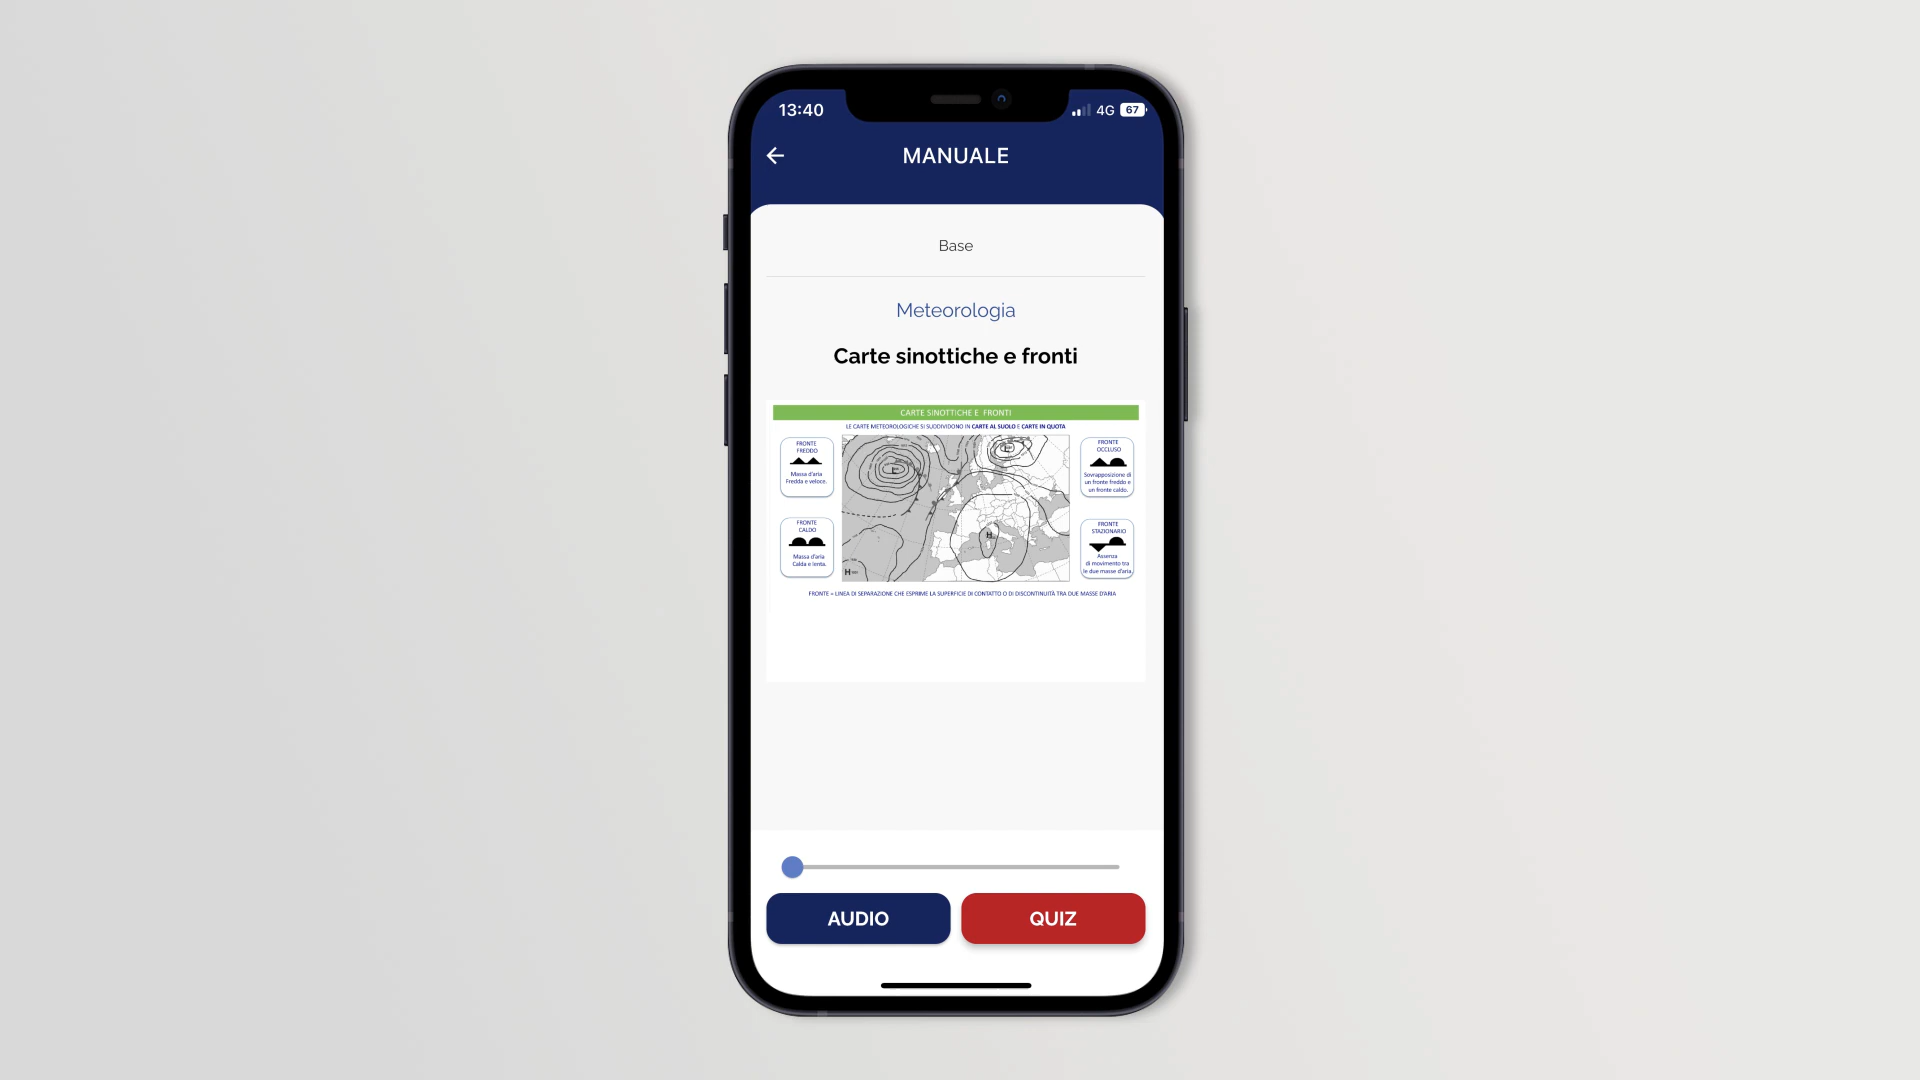 13:40
4G 67
MANUALE
Base
Meteorologia
Carte sinottiche e fronti
CARTE SINOTTICHE E FRONTI
LE CARTE METEOROLOGICHE SI SUDDIVIDONO IN CARTE AL SUOLO E CARTE IN QUOTA
FRONTE
FREDDO
Massa d'aria
Fredda e veloce.
FRONTE
CALDO
Massa d'aria
Calda e lenta.
L
L
H
H
FRONTE
OCCLUSO
Sovrapposizione di
un fronte freddo e
un fronte caldo.
FRONTE
STAZIONARIO
Assenza
di movimento tra
le due masse d'aria.
FRONTE = LINEA DI SEPARAZIONE CHE ESPRIME LA SUPERFICIE DI CONTATTO O DI DISCONTINUITÀ TRA DUE MASSE D'ARIA
AUDIO
QUIZ